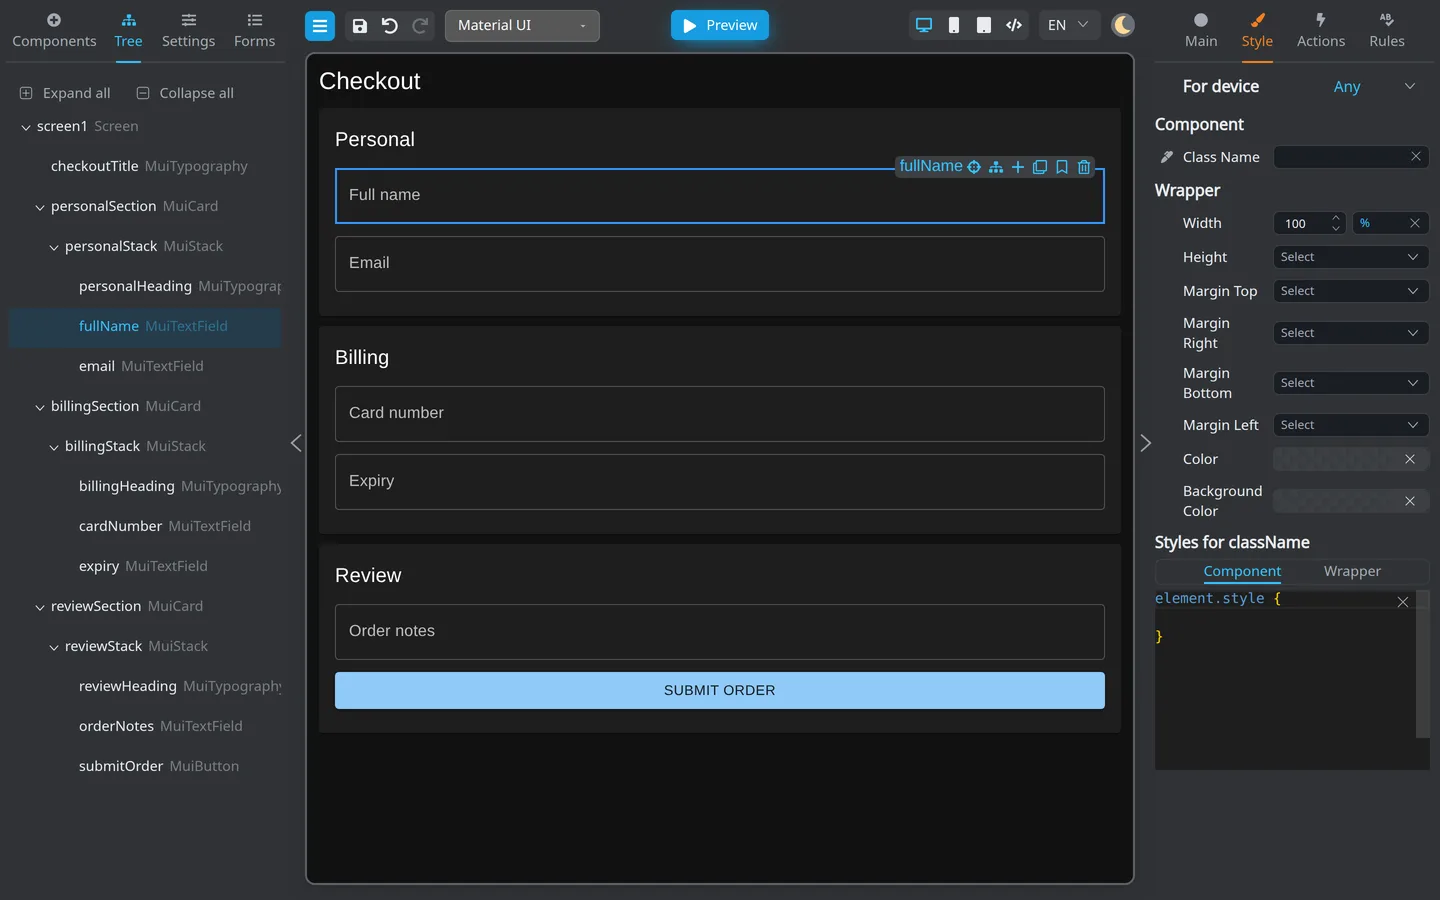 Components
Tree
Settings
Forms
Material UI
Preview
EN
Main
Style
Actions
Rules
Expand all
Collapse all
screen1 Screen
checkoutTitle MuiTypography
personalSection MuiCard
personalStack MuiStack
personalHeading MuiTypograp
fullName MuiTextField
email MuiTextField
billingSection MuiCard
billingStack MuiStack
billingHeading MuiTypography
cardNumber MuiTextField
expiry MuiTextField
reviewSection MuiCard
reviewStack MuiStack
reviewHeading MuiTypography
orderNotes MuiTextField
submitOrder MuiButton
Checkout
Personal
fullName
Full name
Email
Billing
Card number
Expiry
Review
Order notes
SUBMIT ORDER
For device Any
Component
Class Name
Wrapper
Width 100 %
Height Select
Margin Top Select
Margin Right Select
Margin Bottom Select
Margin Left Select
Color
Background Color
Styles for className
Component Wrapper
element.style {
}